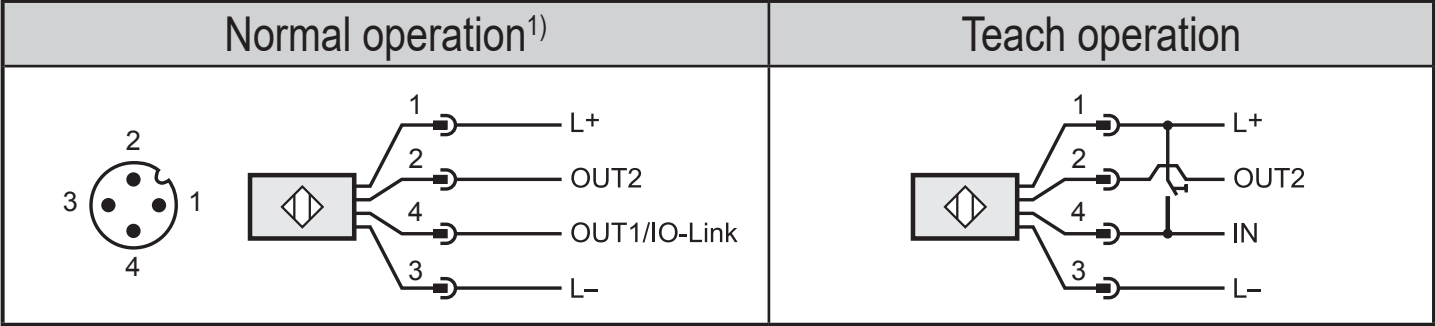 Normal operation1)
Teach operation
2
3
1
4
1
L+
2
OUT2
4
OUT1/IO-Link
3
L–
1
L+
2
OUT2
4
IN
3
L–